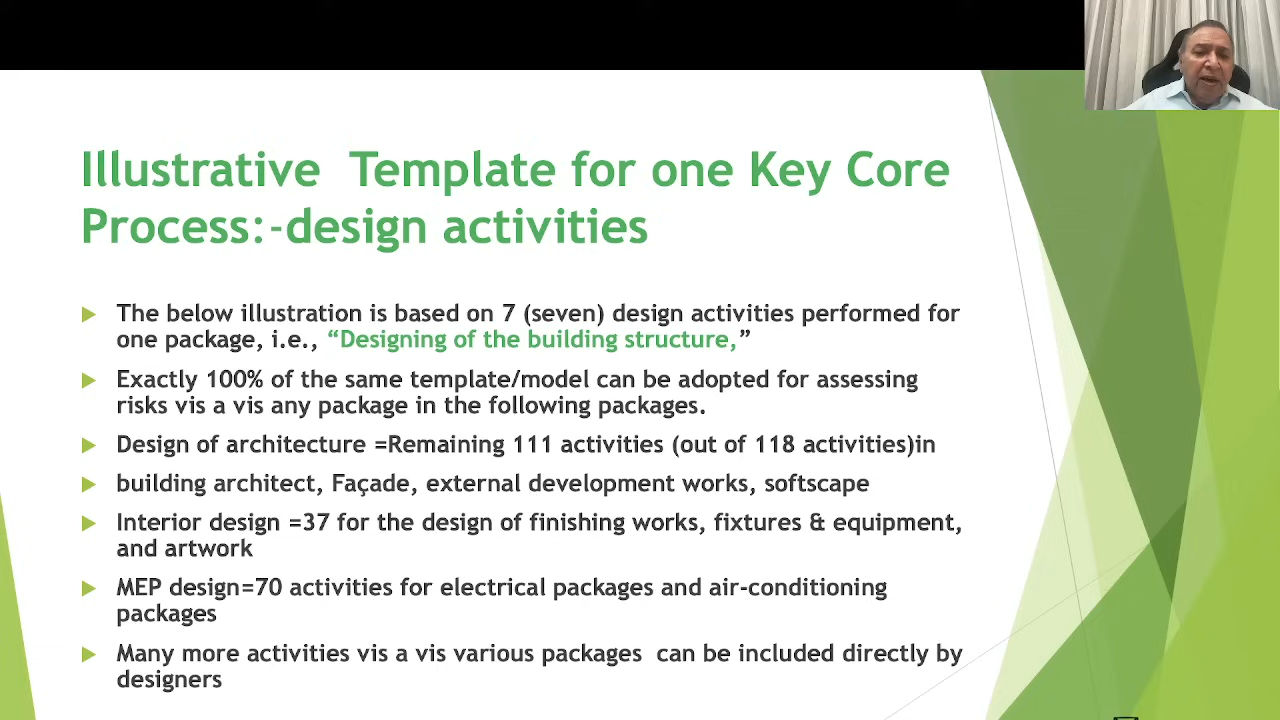 Illustrative  Template for one Key Core
Process:-design activities
The below illustration is based on 7 (seven) design activities performed for
one package, i.e., “Designing of the building structure,”
Exactly 100% of the same template/model can be adopted for assessing
risks vis a vis any package in the following packages.
Design of architecture =Remaining 111 activities (out of 118 activities)in
building architect, Façade, external development works, softscape
Interior design =37 for the design of finishing works, fixtures & equipment,
and artwork
MEP design=70 activities for electrical packages and air-conditioning
packages
Many more activities vis a vis various packages  can be included directly by
designers